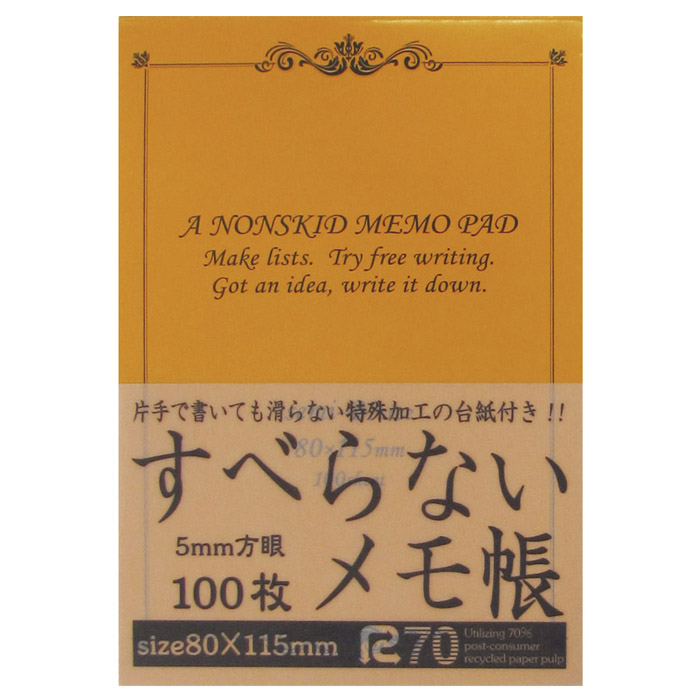 A NONSKID MEMO PAD
Make lists. Try free writing.
Got an idea, write it down.
片手で書いても滑らない特殊加工の台紙付き!!
80×115mm
すべらない
メモ帳
5mm方眼
100枚
size80X115mm
R70
Utilizing 70%
post-consumer
recycled paper pulp